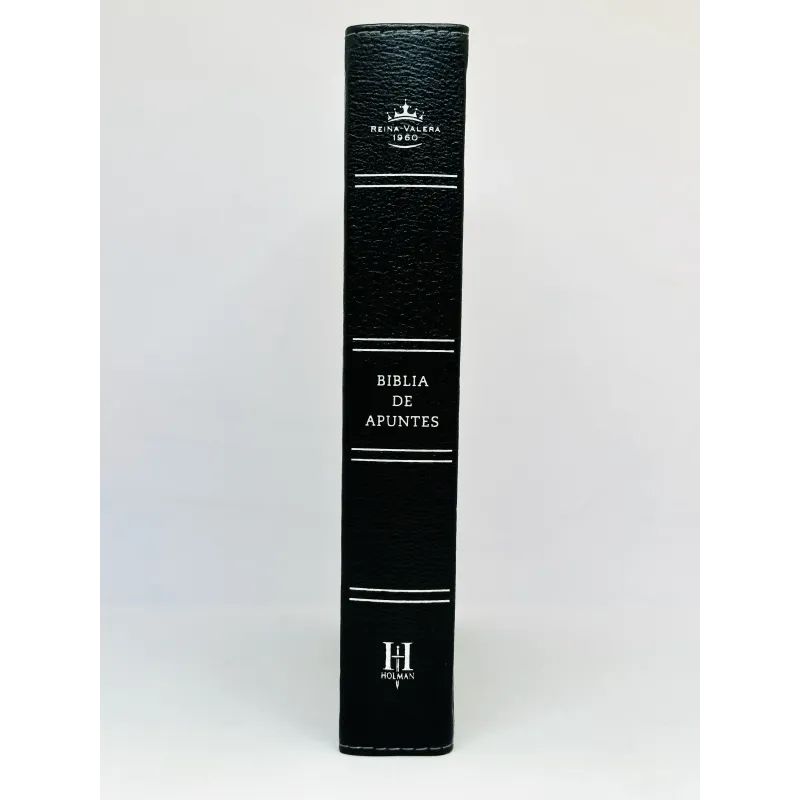 REINA-VALERA
1960
BIBLIA
DE
APUNTES
H
HOLMAN